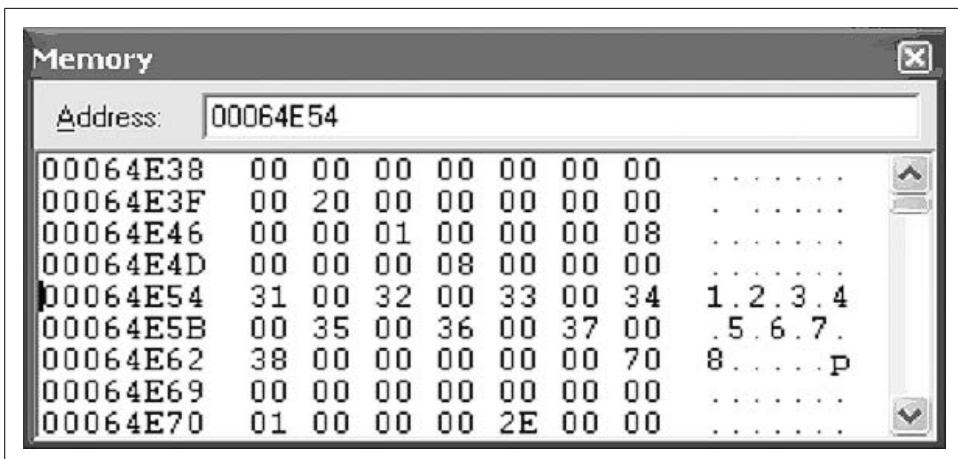 Memory
Address: 00064E54
00064E38 00 00 00 00 00 00 00 .......
00064E3F 00 20 00 00 00 00 00 . .....
00064E46 00 00 01 00 00 00 08 .......
00064E4D 00 00 00 08 00 00 00 .......
00064E54 31 00 32 00 33 00 34 1.2.3.4
00064E5B 00 35 00 36 00 37 00 .5.6.7.
00064E62 38 00 00 00 00 00 70 8.....p
00064E69 00 00 00 00 00 00 00 .......
00064E70 01 00 00 00 2E 00 00 .......